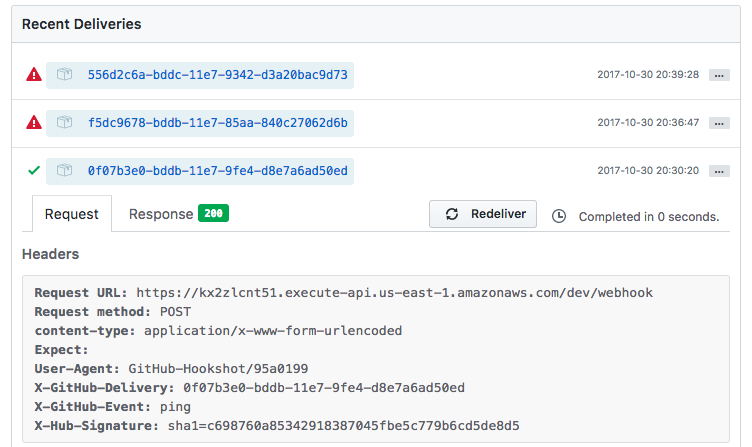 Recent Deliveries
556d2c6a-bddc-11e7-9342-d3a20bac9d73 2017-10-30 20:39:28 ...
f5dc9678-bddb-11e7-85aa-840c27062d6b 2017-10-30 20:36:47 ...
0f07b3e0-bddb-11e7-9fe4-d8e7a6ad50ed 2017-10-30 20:30:20 ...
Request Response 200 Redeliver Completed in 0 seconds.
Headers
Request URL: https://kx2zlcnt51.execute-api.us-east-1.amazonaws.com/dev/webhook
Request method: POST
content-type: application/x-www-form-urlencoded
Expect:
User-Agent: GitHub-Hookshot/95a0199
X-GitHub-Delivery: 0f07b3e0-bddb-11e7-9fe4-d8e7a6ad50ed
X-GitHub-Event: ping
X-Hub-Signature: sha1=c698760a85342918387045fbe5c779b6cd5de8d5